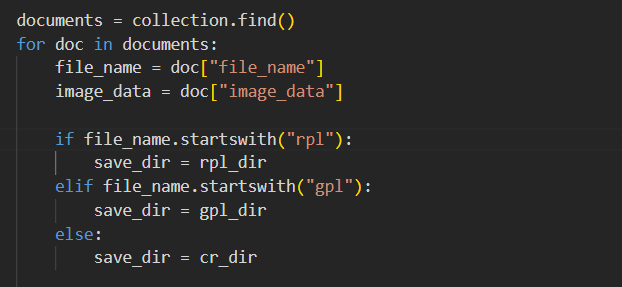 documents = collection.find()
for doc in documents:
    file_name = doc["file_name"]
    image_data = doc["image_data"]

    if file_name.startswith("rpl"):
        save_dir = rpl_dir
    elif file_name.startswith("gpl"):
        save_dir = gpl_dir
    else:
        save_dir = cr_dir